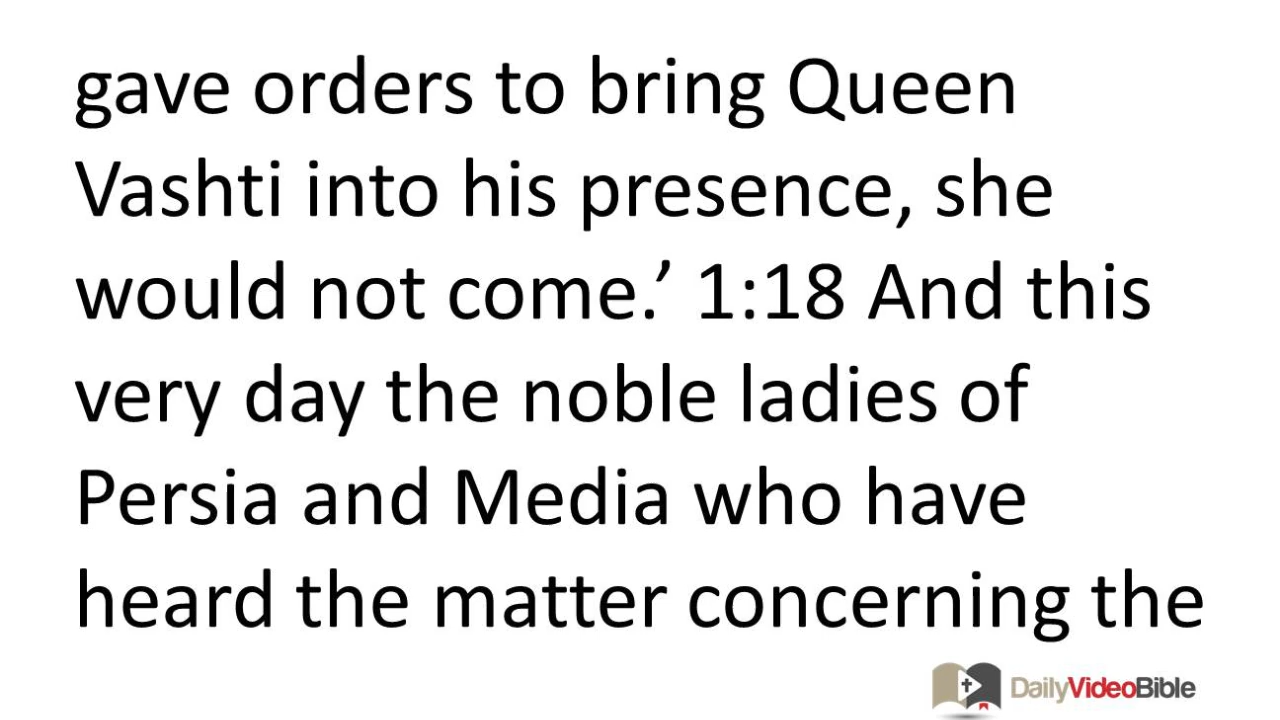 gave orders to bring Queen
Vashti into his presence, she
would not come.’ 1:18 And this
very day the noble ladies of
Persia and Media who have
heard the matter concerning the
DailyVideoBible